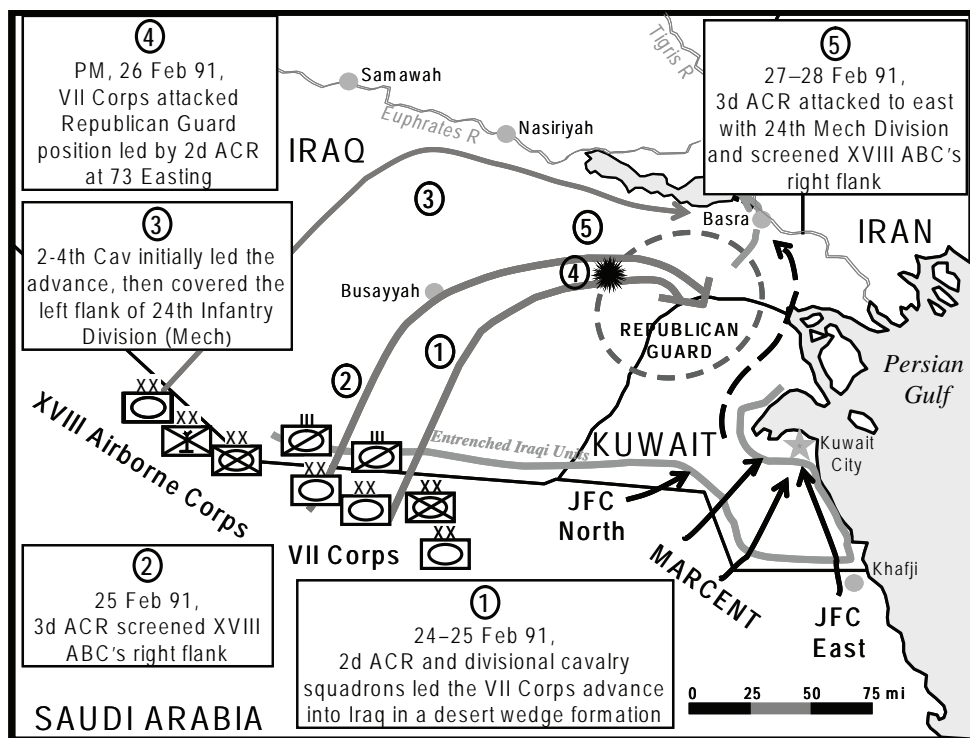 4
PM, 26 Feb 91,
VII Corps attacked
Republican Guard
position led by 2d ACR
at 73 Easting
5
27–28 Feb 91,
3d ACR attacked to east
with 24th Mech Division
and screened XVIII ABC's
right flank
3
2-4th Cav initially led the
advance, then covered the
left flank of 24th Infantry
Division (Mech)
Samawah
Euphrates R
Nasiriyah
Tigris R
IRAQ
3
Basra
IRAN
5
4
Busayyah
REPUBLICAN
GUARD
1
2
Persian
Gulf
XX
XX
XX
III
III
XX
XX
XX
XX
XVIII Airborne Corps
Entrenched Iraqi Units
KUWAIT
Kuwait
City
JFC
North
VII Corps
MARCENT
Khafji
JFC
East
2
25 Feb 91,
3d ACR screened XVIII
ABC's right flank
1
24–25 Feb 91,
2d ACR and divisional cavalry
squadrons led the VII Corps advance
into Iraq in a desert wedge formation
0 25 50 75 mi
SAUDI ARABIA